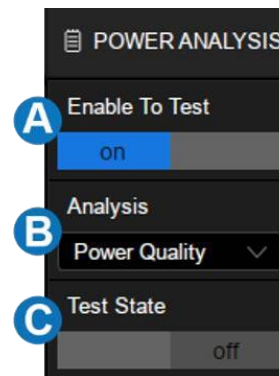 POWER ANALYSIS
A
Enable To Test
on
B
Analysis
Power Quality
C
Test State
off